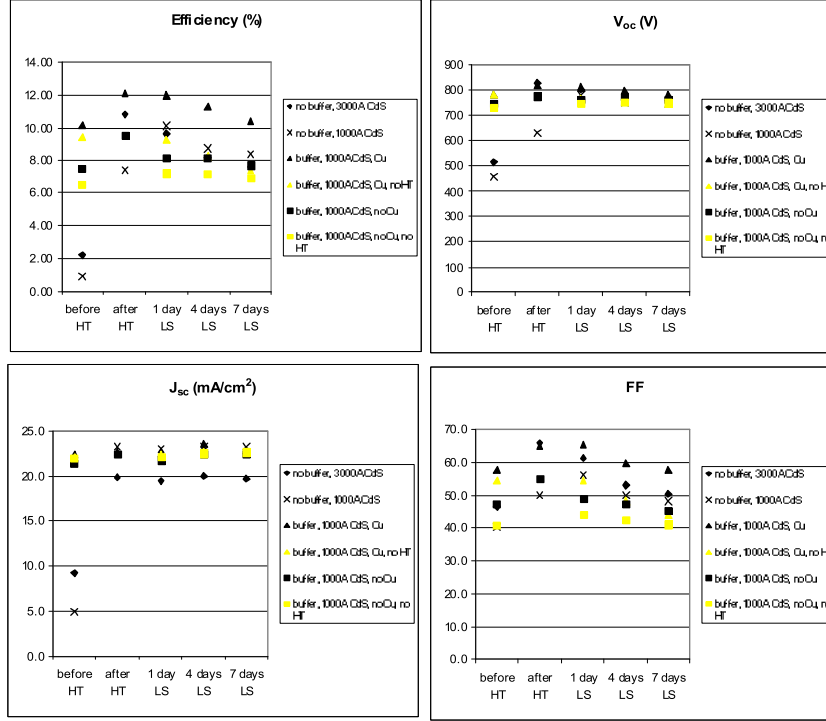 Efficiency (%)
14.00
12.00
10.00
8.00
6.00
4.00
2.00
0.00
before HT
after HT
1 day LS
4 days LS
7 days LS
no buffer, 3000A CdS
no buffer, 1000A CdS
buffer, 1000A CdS, Cu
buffer, 1000A CdS, Cu, no HT
buffer, 1000A CdS, no Cu
buffer, 1000A CdS, no Cu, no
HT
Voc (V)
900
800
700
600
500
400
300
200
100
0
before HT
after HT
1 day LS
4 days LS
7 days LS
no buffer, 3000A CdS
no buffer, 1000A CdS
buffer, 1000A CdS, Cu
buffer, 1000A CdS, Cu, no H
buffer, 1000A CdS, no Cu
buffer, 1000A CdS, no Cu, n
HT
Jsc (mA/cm²)
25.0
20.0
15.0
10.0
5.0
0.0
before HT
after HT
1 day LS
4 days LS
7 days LS
no buffer, 3000A CdS
no buffer, 1000A CdS
buffer, 1000A CdS, Cu
buffer, 1000A CdS, Cu, no HT
buffer, 1000A CdS, no Cu
buffer, 1000A CdS, no Cu, no
HT
FF
70.0
60.0
50.0
40.0
30.0
20.0
10.0
0.0
before HT
after HT
1 day LS
4 days LS
7 days LS
no buffer, 3000A CdS
no buffer, 1000A CdS
buffer, 1000A CdS, Cu
buffer, 1000A CdS, Cu, no H
buffer, 1000A CdS, no Cu
buffer, 1000A CdS, no Cu, n
HT